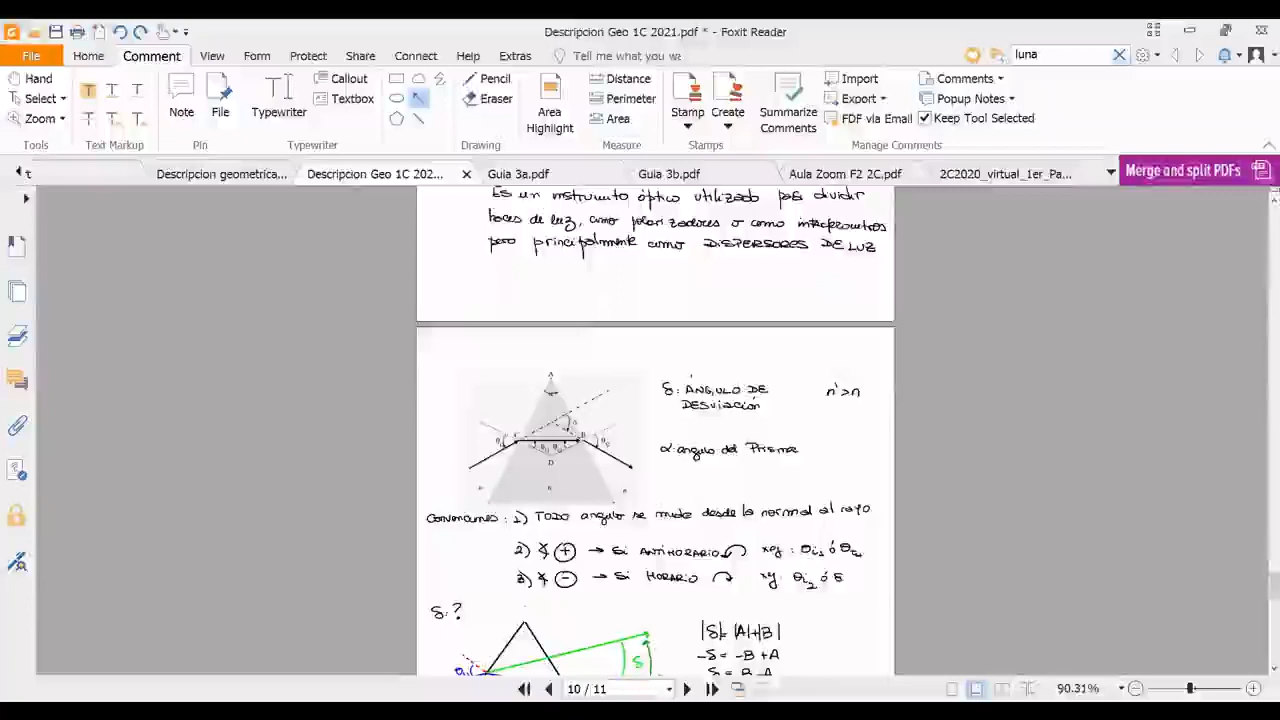 Descripcion Geo 1C 2021.pdf * - Foxit Reader
File Home Comment View Form Protect Share Connect Help Extras Tell me what you wa luna
Hand
Select
Zoom
Tools
T T T
T T T
Text Markup
Note
File
Pin
Typewriter
Callout
Textbox
Typewriter
Pencil
Eraser
Drawing
Area Highlight
Distance
Perimeter
Area
Measure
Stamp
Create
Stamps
Summarize Comments
Import
Export
FDF via Email
Comments
Popup Notes
Keep Tool Selected
Manage Comments
t Descripcion geometrica... Descripcion Geo 1C 202... Guia 3a.pdf Guia 3b.pdf Aula Zoom F2 2C.pdf 2C2020_virtual_1er_Pa... Merge and split PDFs
Es un instrumento óptico utilizado para dividir
haces de luz, como polarizadores o como
pero principalmente como DISPERSORES DE LUZ
A
δ: ÁNGULO DE n'>n
DESVIACIÓN
C B
D
α: angulo del Prisma
Convenciones: 1) TODO angulo se mide desde la normal al rayo
2) ∢ (+) → Si ANTIHORARIO
3) ∢ (-) → Si HORARIO
δ:?
|δ|=|A|+|B|
-δ = -B + A
δ = B - A
δ
10 / 11
90.31%